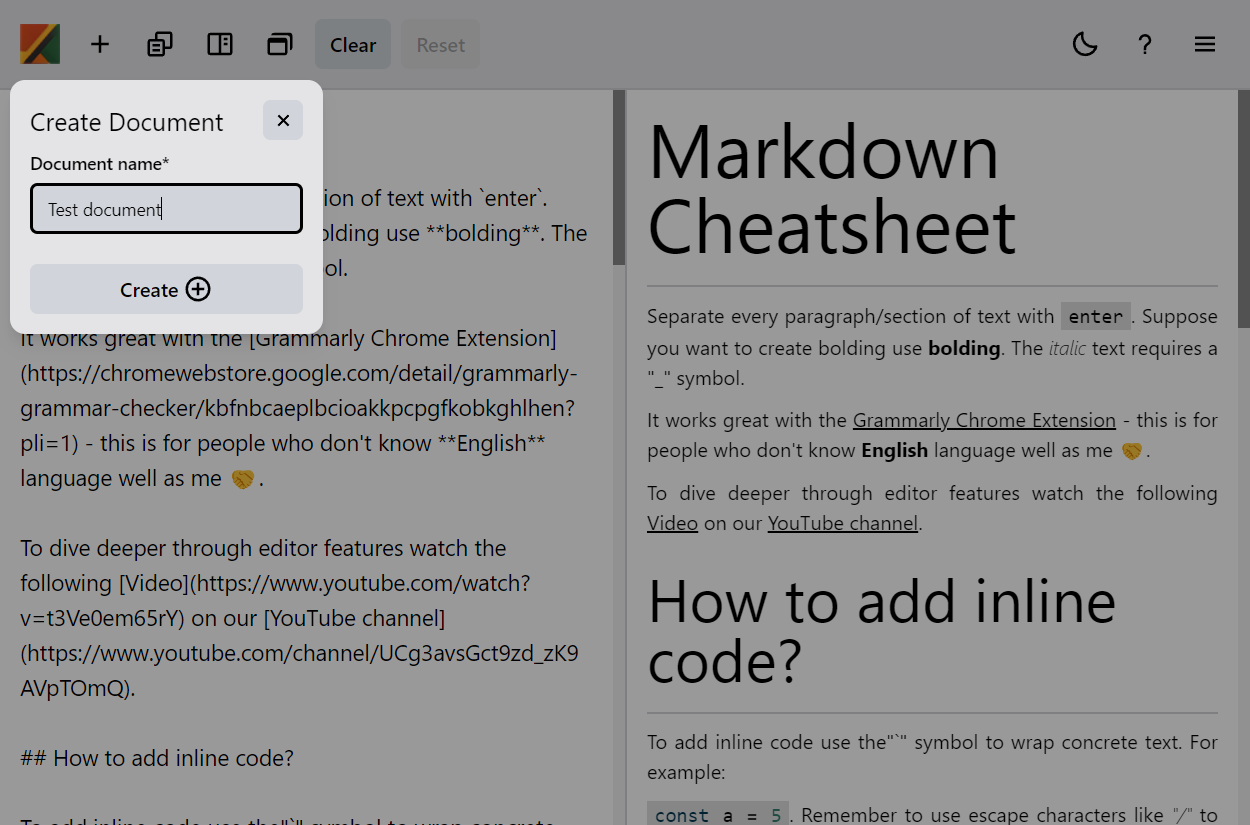 Clear
Reset
Create Document
Document name*
Test document
Create
ion of text with `enter`.
olding use **bolding**. The
ol.
It works great with the [Grammarly Chrome Extension]
(https://chromewebstore.google.com/detail/grammarly-
grammar-checker/kbfnbcaeplbcioakkpcpgfkobkghlhen?
pli=1) - this is for people who don't know **English**
language well as me 🤝.
To dive deeper through editor features watch the
following [Video](https://www.youtube.com/watch?
v=t3Ve0em65rY) on our [YouTube channel]
(https://www.youtube.com/channel/UCg3avsGct9zd_zK9
AVpTOmQ).
## How to add inline code?
To add inline code use the"`" symbol to wrap concrete
Markdown
Cheatsheet
Separate every paragraph/section of text with enter. Suppose
you want to create bolding use bolding. The italic text requires a
"_" symbol.
It works great with the Grammarly Chrome Extension - this is for
people who don't know English language well as me 🤝.
To dive deeper through editor features watch the following
Video on our YouTube channel.
How to add inline
code?
To add inline code use the"`" symbol to wrap concrete text. For
example:
const a = 5. Remember to use escape characters like "/" to